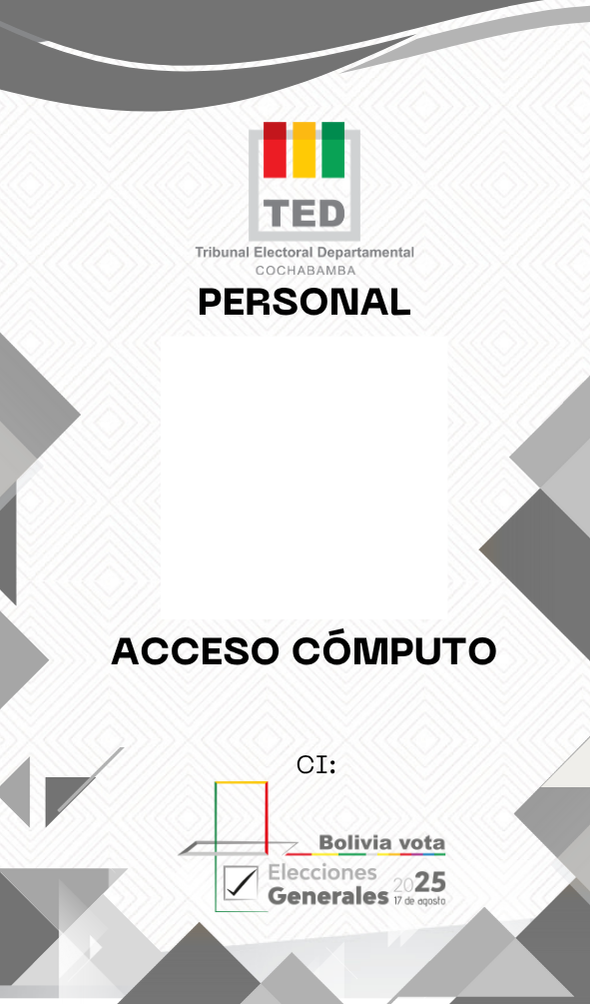 TED
Tribunal Electoral Departamental
COCHABAMBA
PERSONAL
ACCESO CÓMPUTO
CI:
Bolivia vota
Elecciones
Generales 2025
17 de agosto